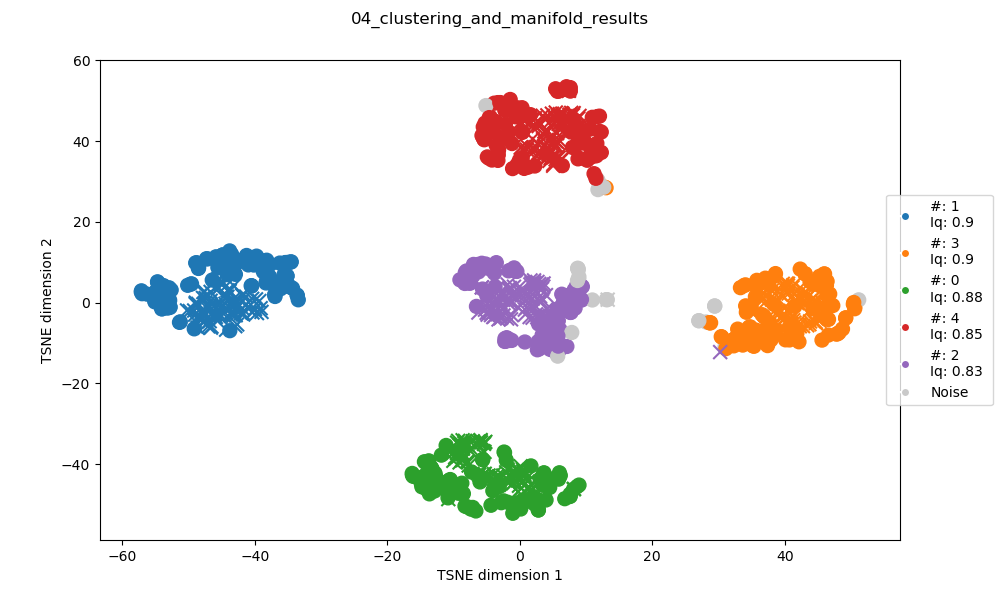 04_clustering_and_manifold_results
60
40
20
0
−20
−40
−60
−40
−20
0
20
40
TSNE dimension 1
TSNE dimension 2
#: 1
Iq: 0.9
#: 3
Iq: 0.9
#: 0
Iq: 0.88
#: 4
Iq: 0.85
#: 2
Iq: 0.83
Noise